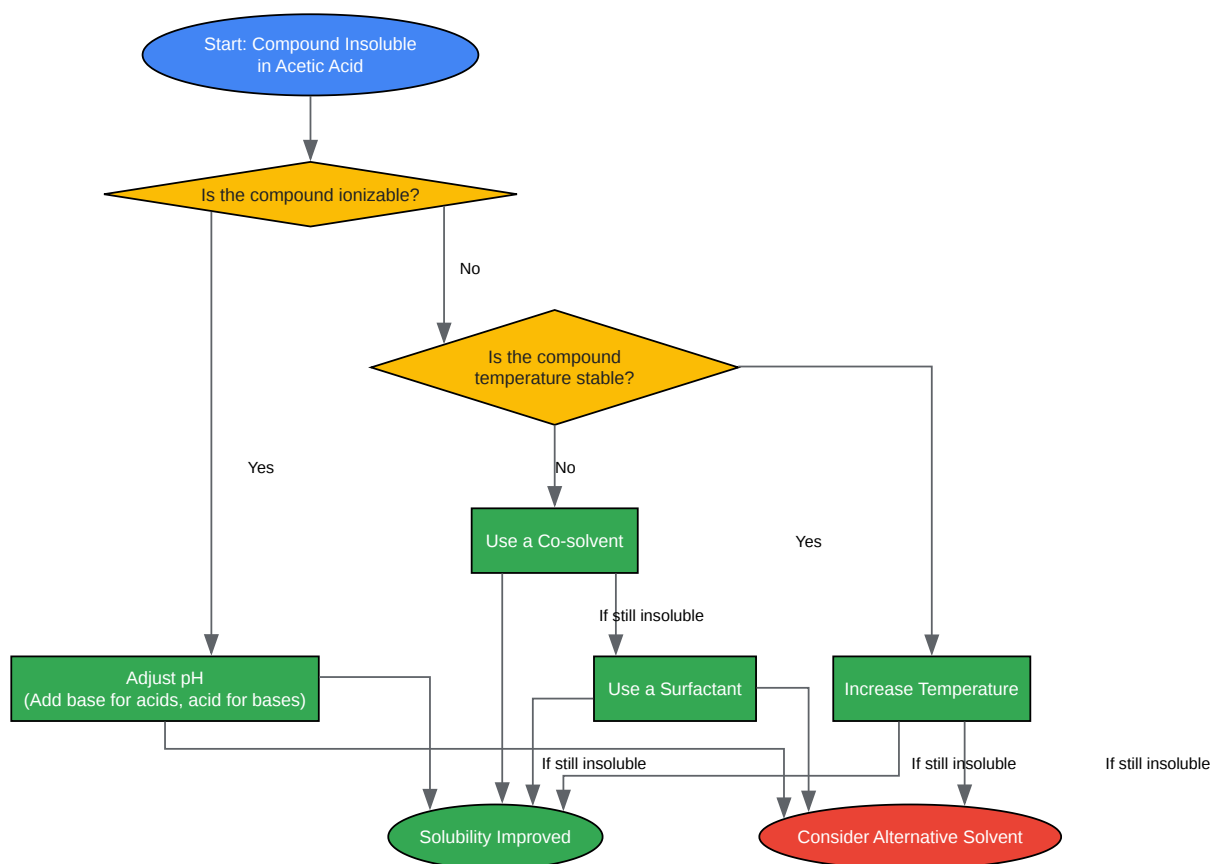 Start: Compound Insoluble
in Acetic Acid
Is the compound ionizable?
No
Is the compound
temperature stable?
Yes
No
Use a Co-solvent
Yes
If still insoluble
Adjust pH
(Add base for acids, acid for bases)
Use a Surfactant
Increase Temperature
If still insoluble
If still insoluble
If still insoluble
Solubility Improved
Consider Alternative Solvent